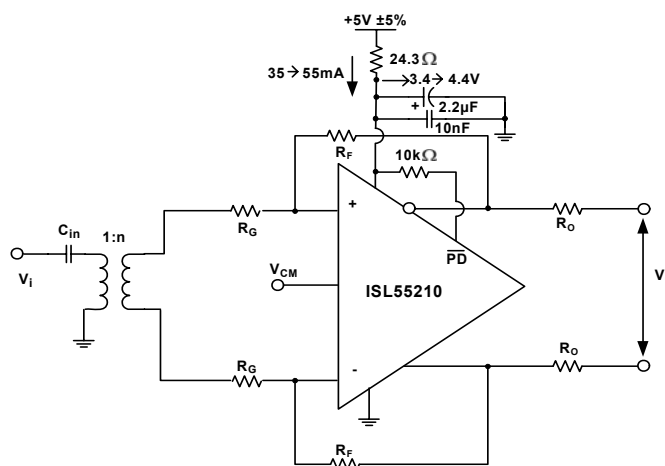 +5V ±5%
24.3Ω
35→55mA
3.4→4.4V
+
2.2µF
10nF
R_F
10kΩ
C_in
1:n
R_G
+
R_O
V_i
V_CM
PD
ISL55210
V
R_G
-
R_O
R_F